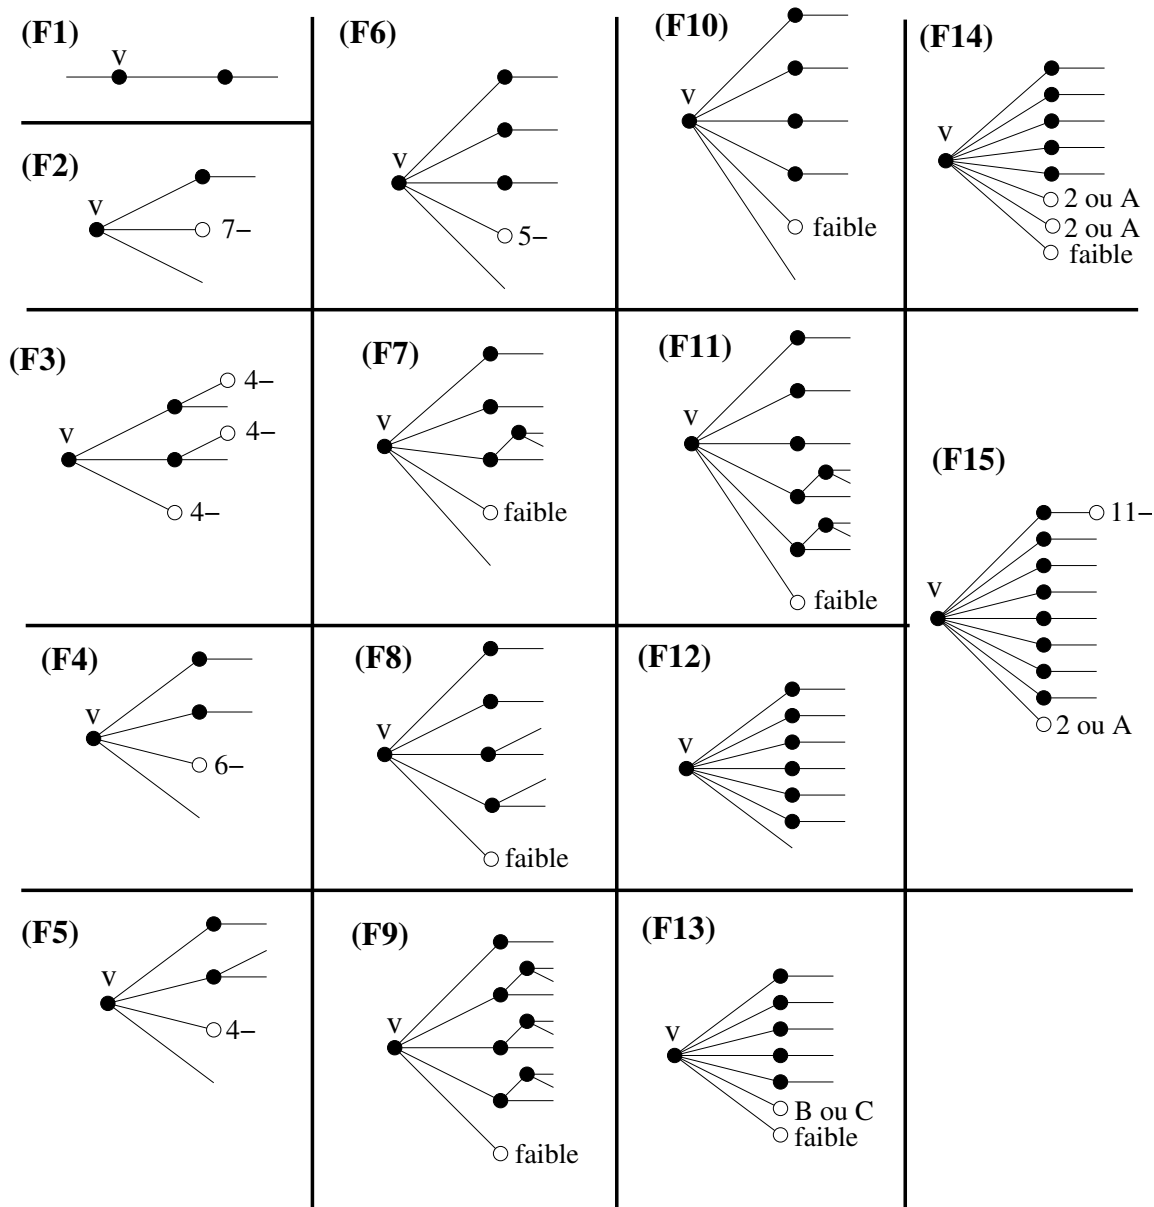 (F1)
v
(F2)
v
7–
(F3)
v
4–
4–
4–
(F4)
v
6–
(F5)
v
4–
(F6)
v
5–
(F7)
v
faible
(F8)
v
faible
(F9)
v
faible
(F10)
v
faible
(F11)
v
faible
(F12)
v
(F13)
v
B ou C
faible
(F14)
v
2 ou A
2 ou A
faible
(F15)
v
11–
2 ou A